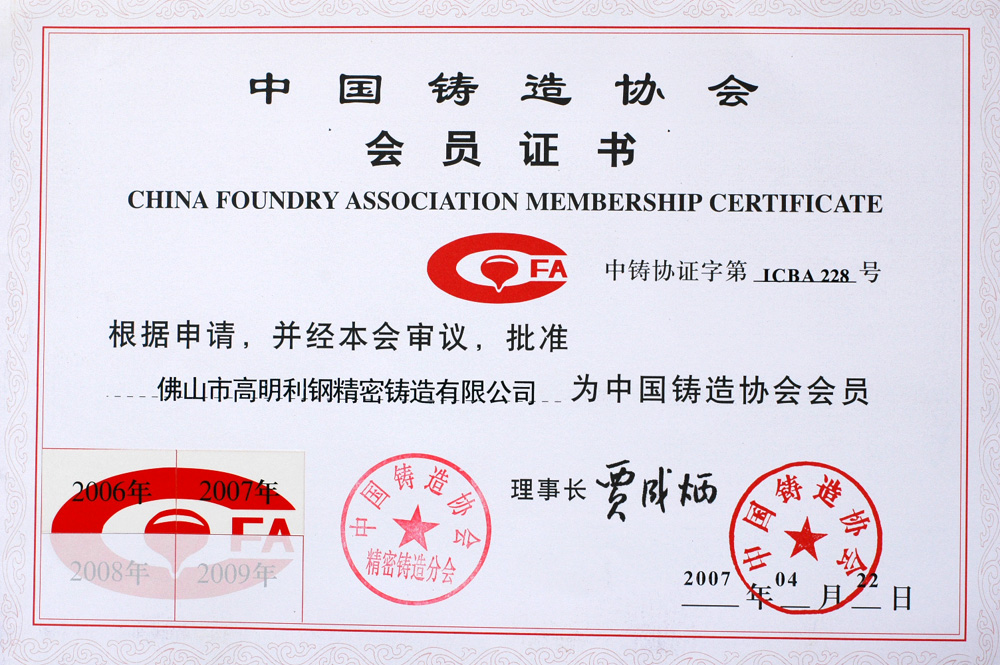 中国铸造协会
会员证书
CHINA FOUNDRY ASSOCIATION MEMBERSHIP CERTIFICATE
FA
中铸协证字第 ICBA 228 号
根据申请，并经本会审议，批准
佛山市高明利钢精密铸造有限公司 为中国铸造协会会员
2006年 2007年
FA
2008年 2009年
中国铸造协会
精密铸造分会
理事长 贾成炳
中国铸造协会
2007 年 04 月 22 日